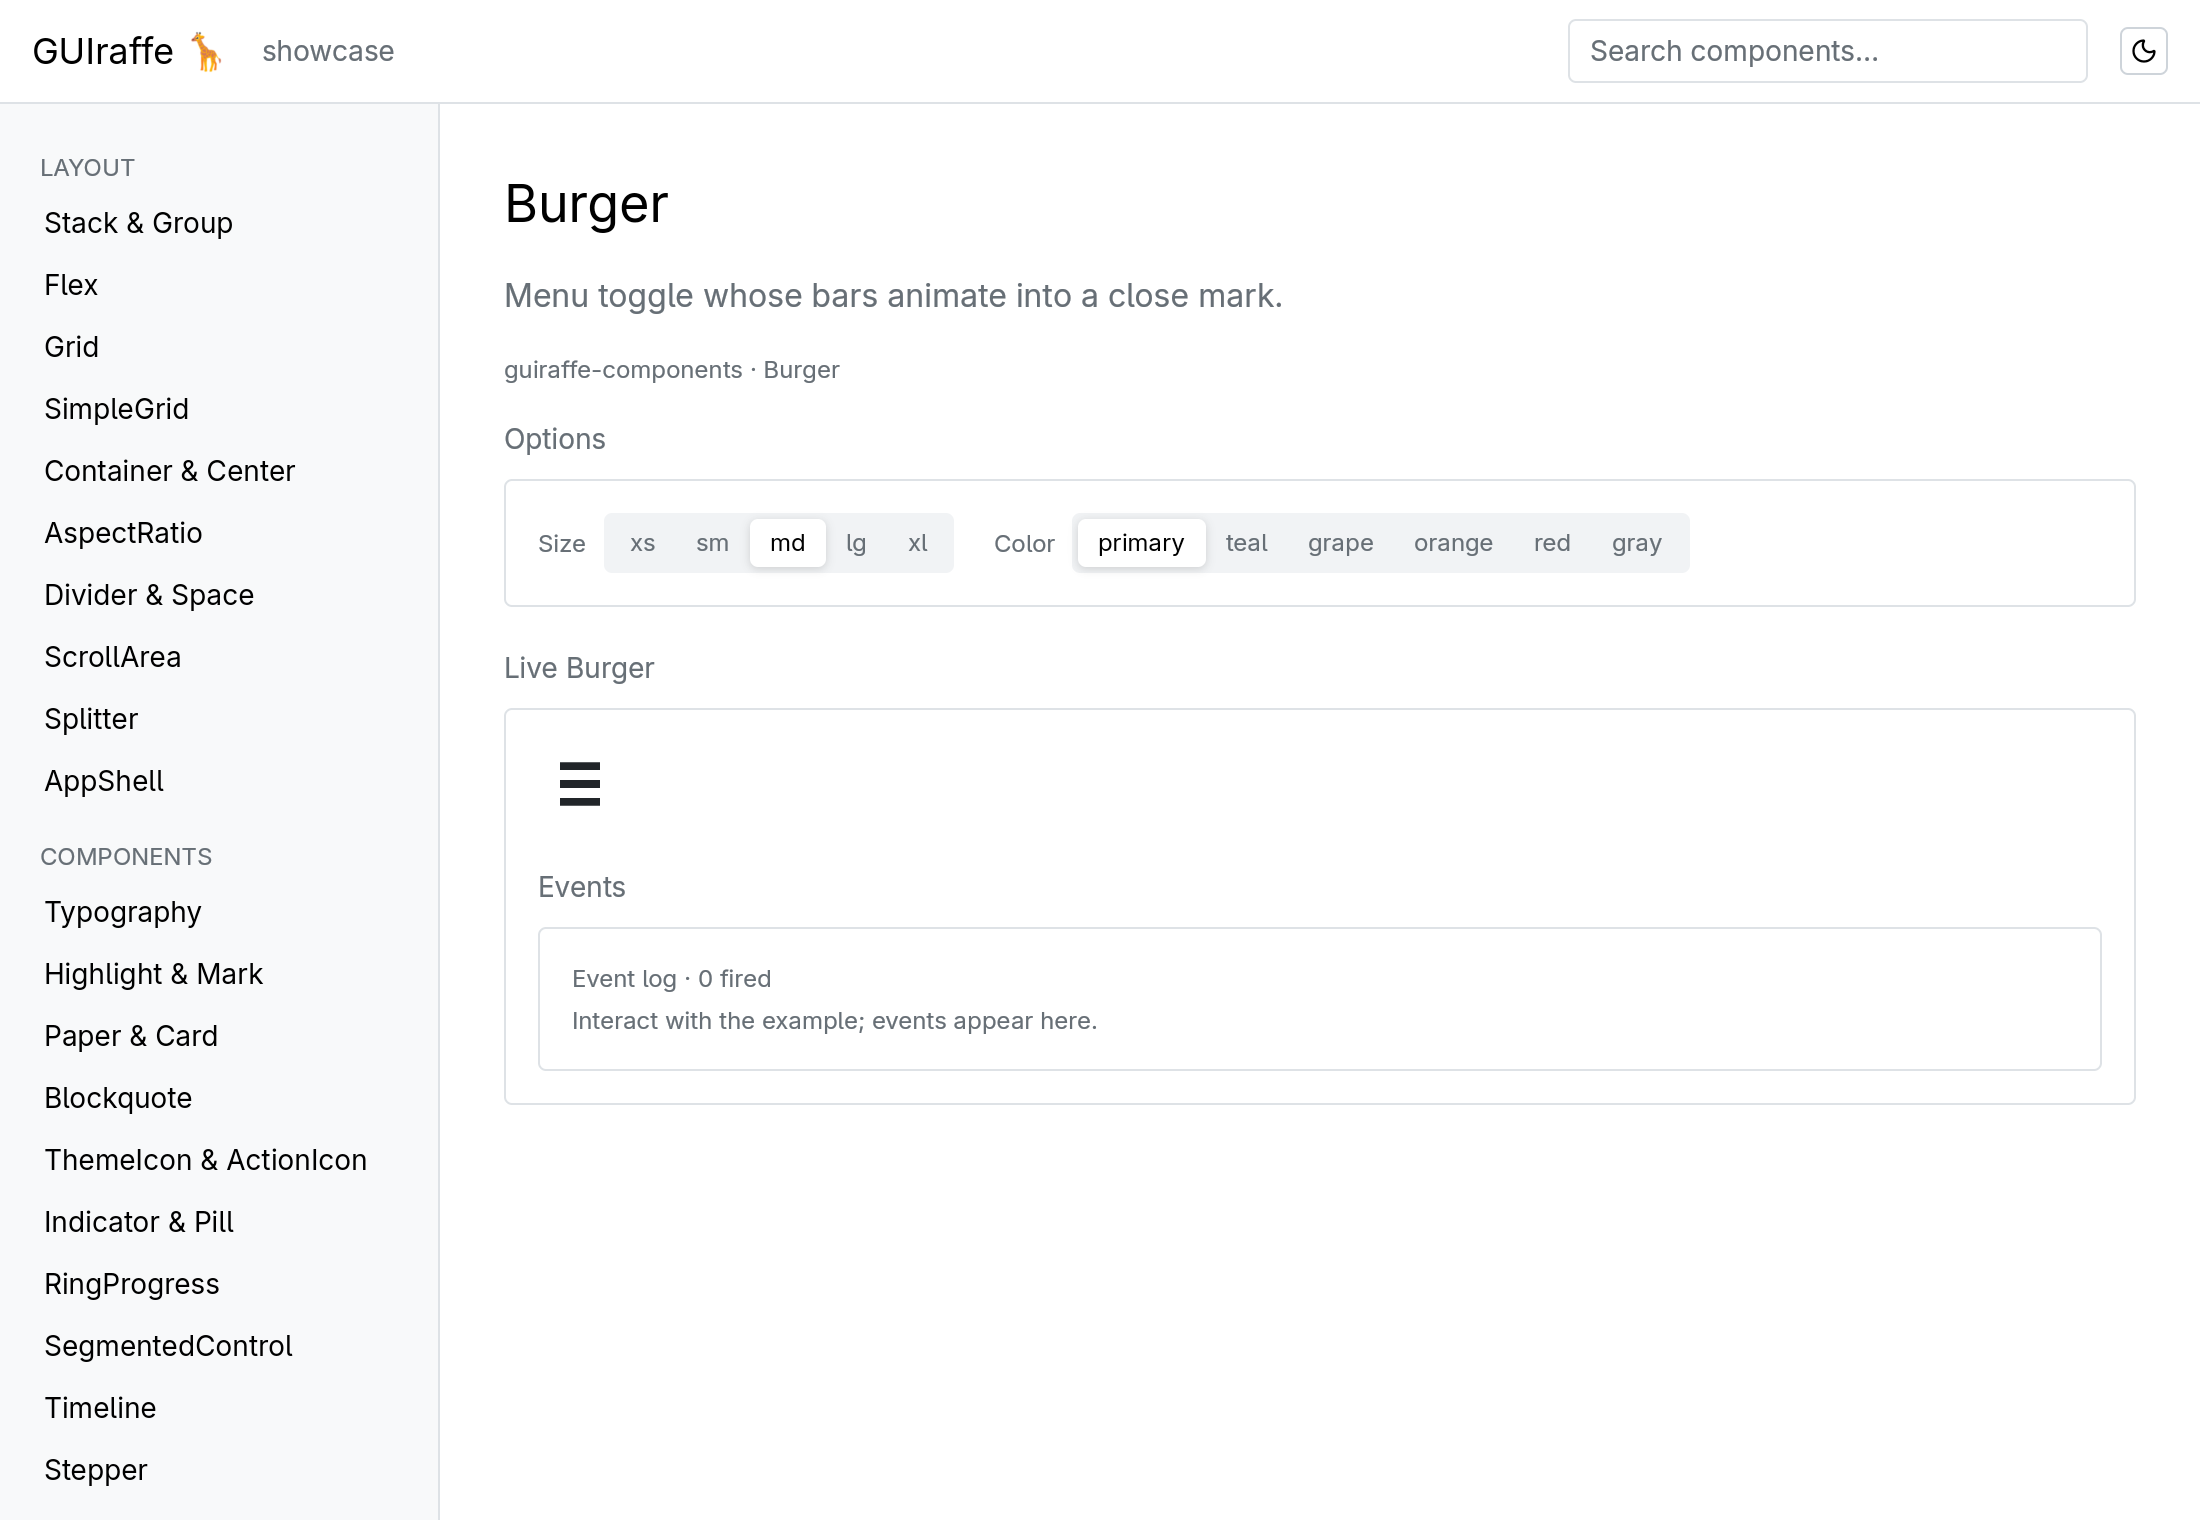 GUIraffe 🦒 showcase Search components...
LAYOUT
Stack & Group
Flex
Grid
SimpleGrid
Container & Center
AspectRatio
Divider & Space
ScrollArea
Splitter
AppShell
COMPONENTS
Typography
Highlight & Mark
Paper & Card
Blockquote
ThemeIcon & ActionIcon
Indicator & Pill
RingProgress
SegmentedControl
Timeline
Stepper
Burger
Menu toggle whose bars animate into a close mark.
guiraffe-components · Burger
Options
Size xs sm md lg xl Color primary teal grape orange red gray
Live Burger
Events
Event log · 0 fired
Interact with the example; events appear here.